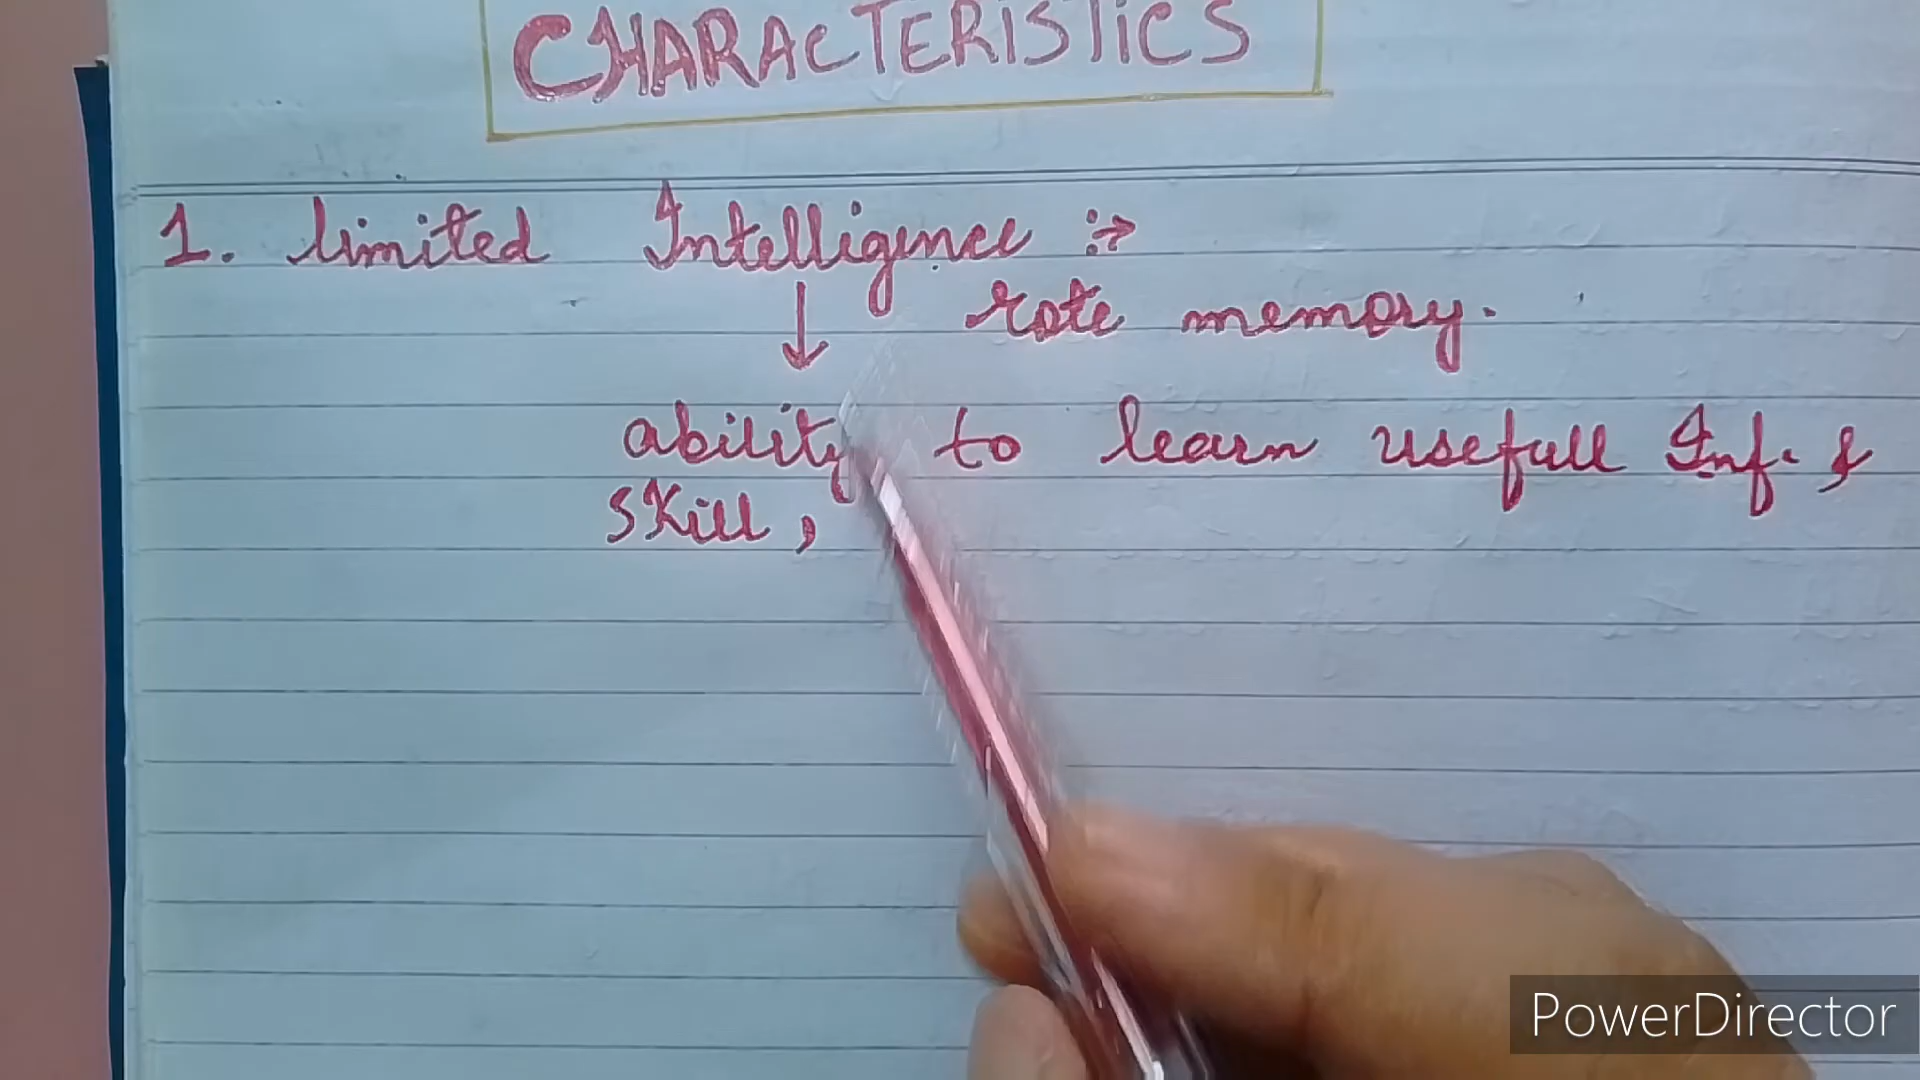 CHARACTERISTICS
1. limited Intelligence :→
rote memory.
↓
ability to learn usefull Inf. &
skill,
PowerDirector